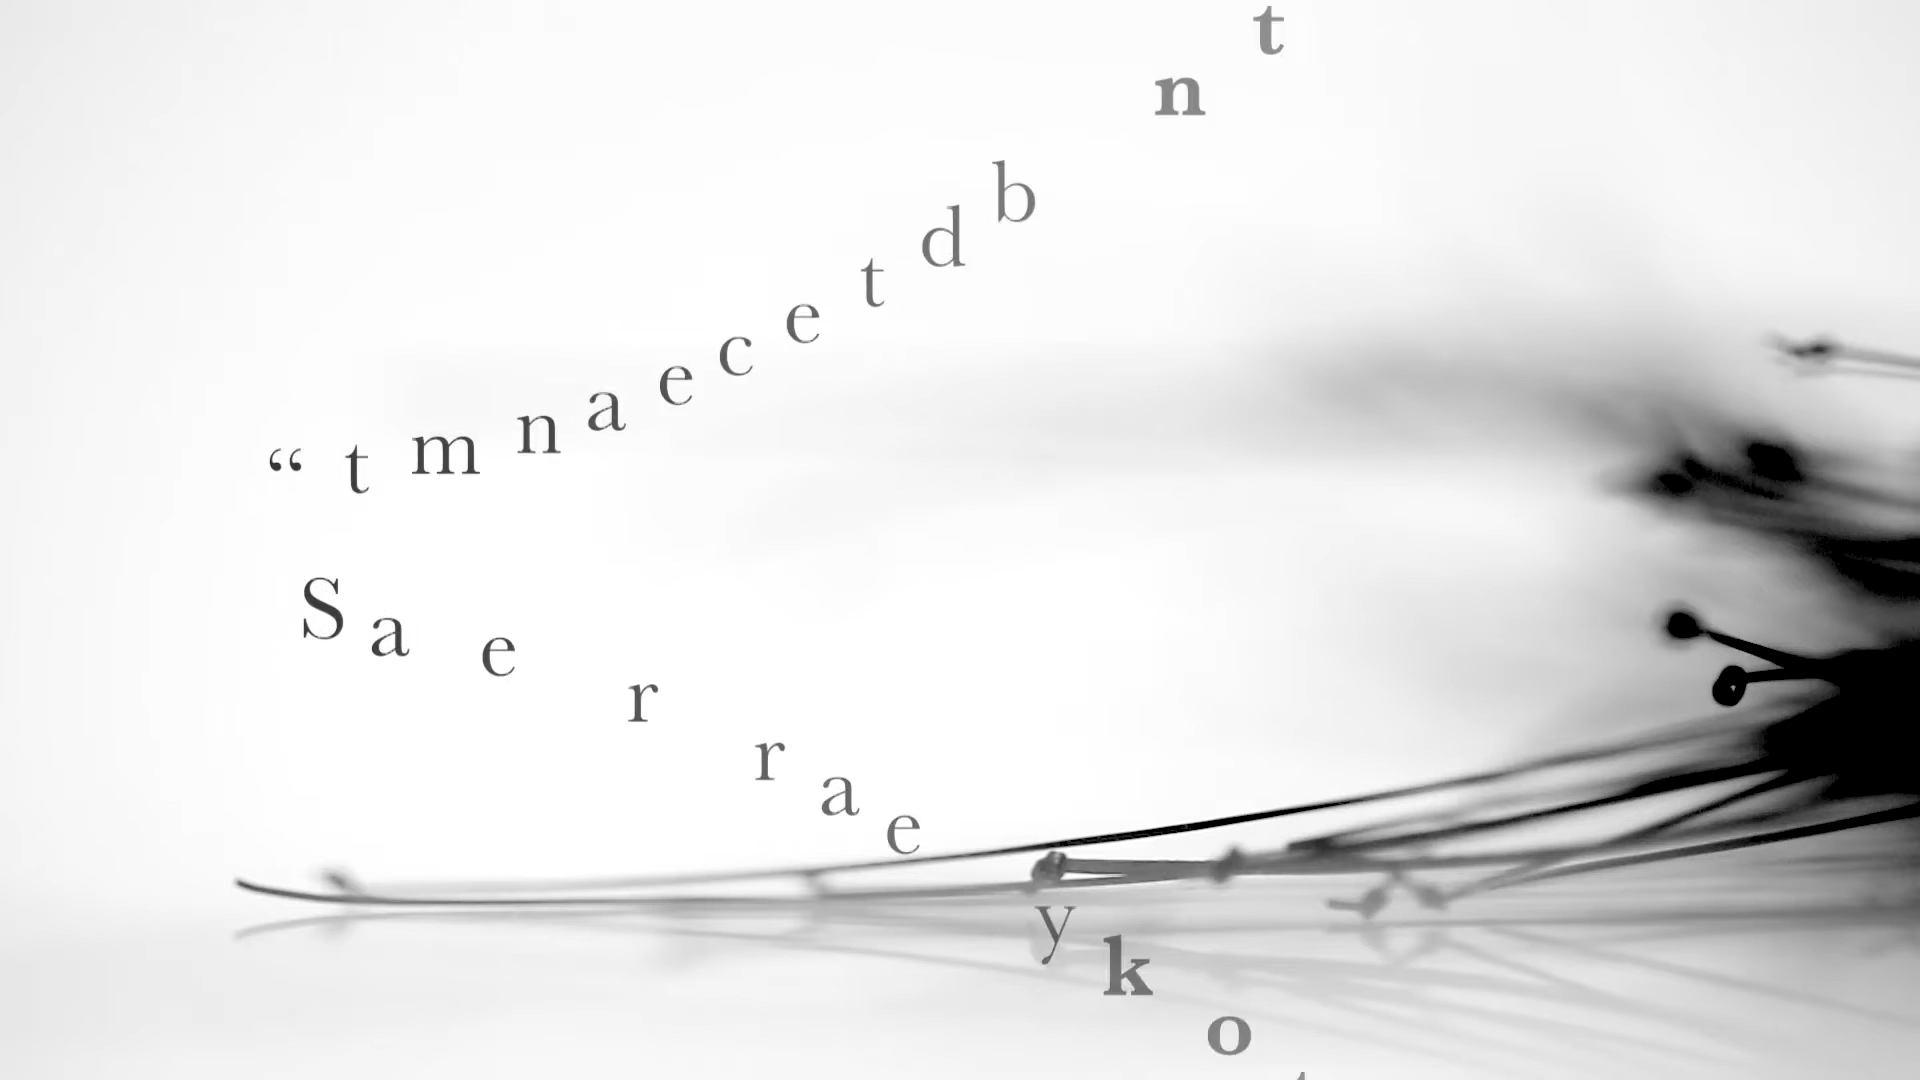 “ t m n a e c e t d b n t
S a e r r a e y k o